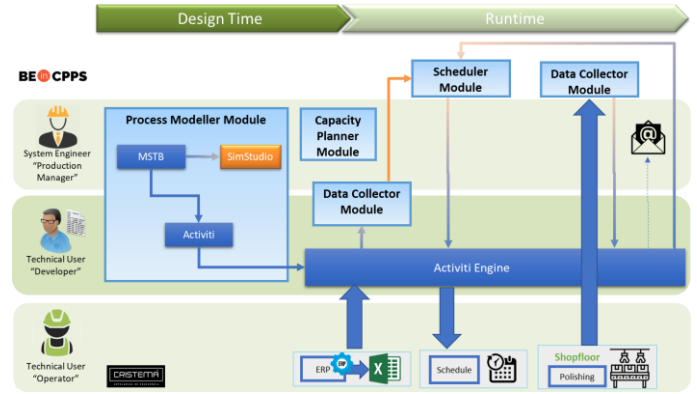 Design Time
Runtime
BE in CPPS
Scheduler
Module
Data Collector
Module
Process Modeller Module
Capacity
Planner
Module
MSTB
SimStudio
System Engineer
“Production
Manager”
Data Collector
Module
Activiti
Technical User
“Developer”
Activiti Engine
Technical User
“Operator”
CRISTEMA
ERP
ERP
X
Schedule
Shopfloor
Polishing
@